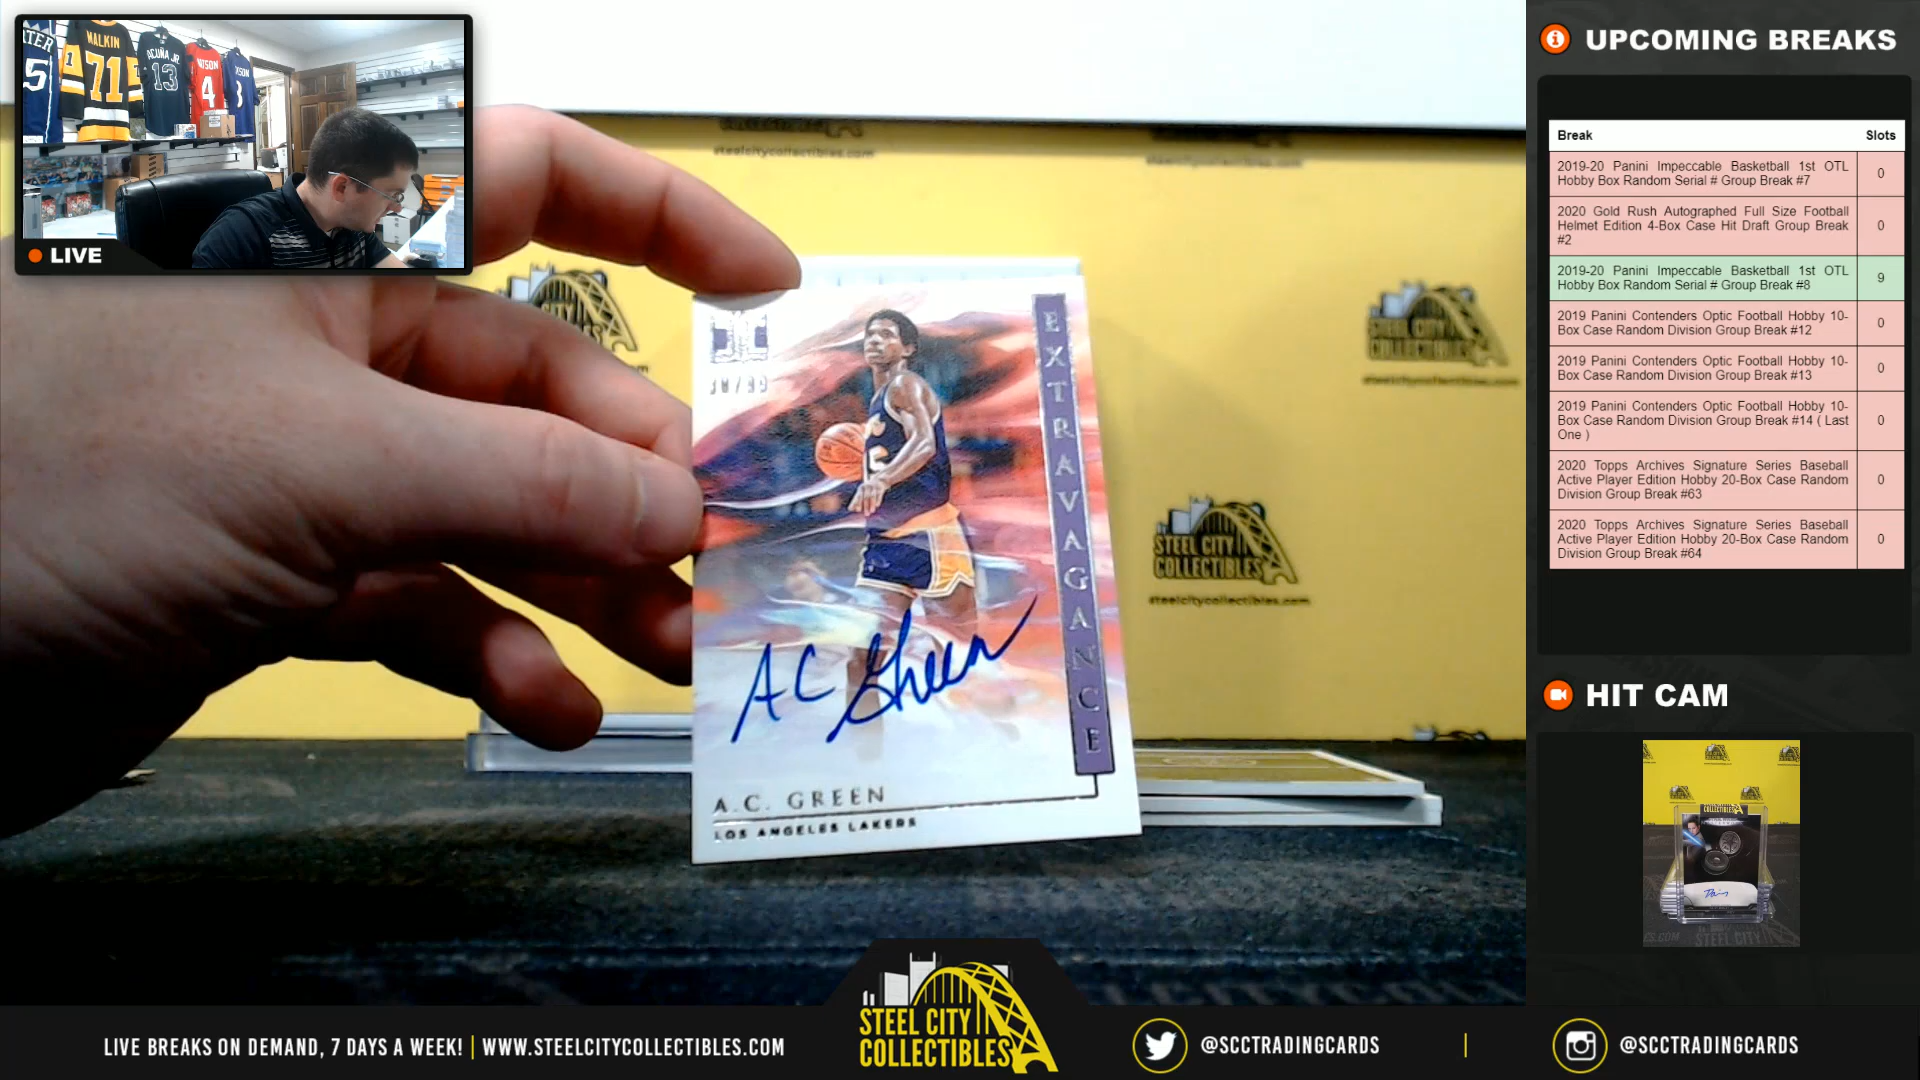 TER
5
MALKIN
71
ACUÑA JR
13
4
LIVE
EXTRAVAGANCE
AC Green
A.C. GREEN
LOS ANGELES LAKERS
STEEL CITY
COLLECTIBLES
steelcitycollectibles.com
UPCOMING BREAKS
Break Slots
2019-20 Panini Impeccable Basketball 1st OTL
Hobby Box Random Serial # Group Break #7 0
2020 Gold Rush Autographed Full Size Football
Helmet Edition 4-Box Case Hit Draft Group Break
#2 0
2019-20 Panini Impeccable Basketball 1st OTL
Hobby Box Random Serial # Group Break #8 9
2019 Panini Contenders Optic Football Hobby 10-
Box Case Random Division Group Break #12 0
2019 Panini Contenders Optic Football Hobby 10-
Box Case Random Division Group Break #13 0
2019 Panini Contenders Optic Football Hobby 10-
Box Case Random Division Group Break #14 ( Last
One ) 0
2020 Topps Archives Signature Series Baseball
Active Player Edition Hobby 20-Box Case Random
Division Group Break #63 0
2020 Topps Archives Signature Series Baseball
Active Player Edition Hobby 20-Box Case Random
Division Group Break #64 0
HIT CAM
LIVE BREAKS ON DEMAND, 7 DAYS A WEEK! | WWW.STEELCITYCOLLECTIBLES.COM
STEEL CITY
COLLECTIBLES
@SCCTRADINGCARDS
@SCCTRADINGCARDS